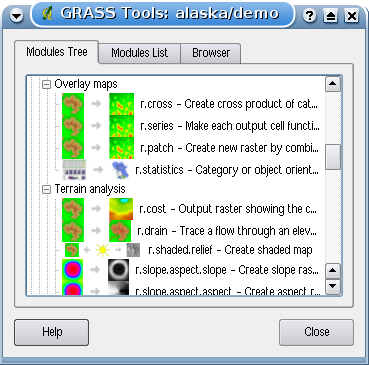 GRASS Tools: alaska/demo
Modules Tree
Modules List
Browser
Overlay maps
r.cross - Create cross product of cat...
r.series - Make each output cell functi...
r.patch - Create new raster by combi...
r.statistics - Category or object orient...
Terrain analysis
r.cost - Output raster showing the c...
r.drain - Trace a flow through an elev...
r.shaded.relief - Create shaded map
r.slope.aspect.slope - Create slope ras...
r.slope.aspect.aspect - Create aspect r...
Help
Close